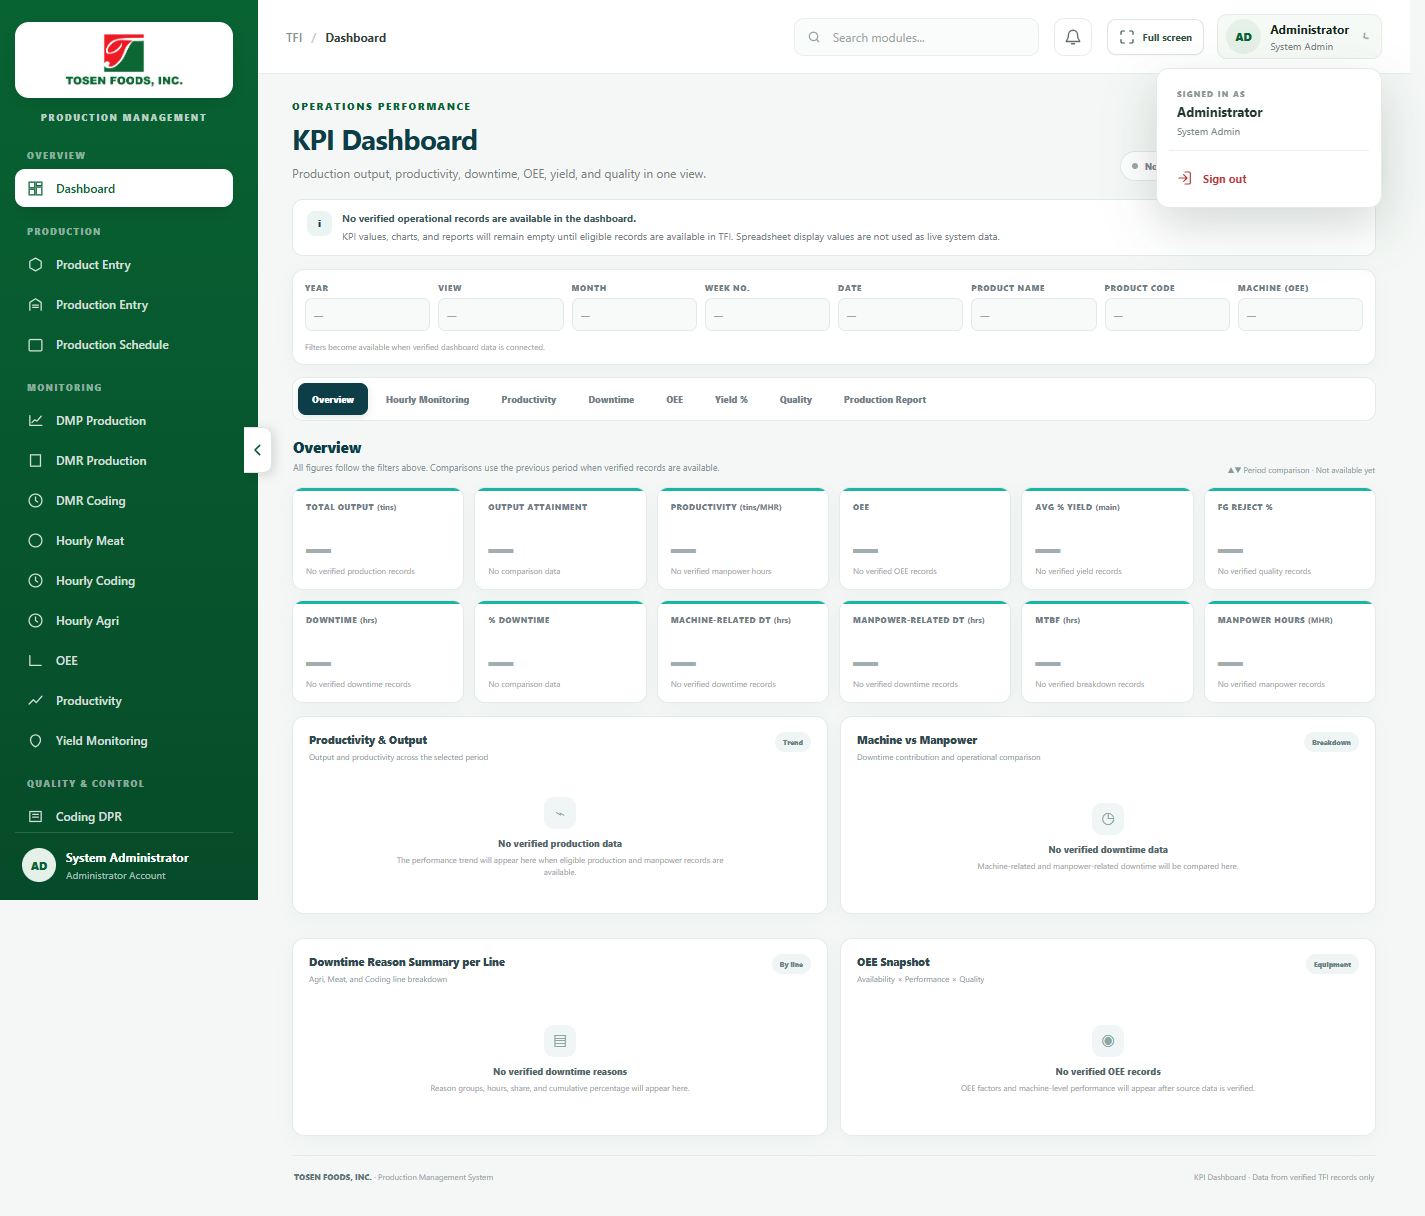 TOSEN FOODS, INC.
PRODUCTION MANAGEMENT
OVERVIEW
Dashboard
PRODUCTION
Product Entry
Production Entry
Production Schedule
MONITORING
DMP Production
DMR Production
DMR Coding
Hourly Meat
Hourly Coding
Hourly Agri
OEE
Productivity
Yield Monitoring
QUALITY & CONTROL
Coding DPR
AD
System Administrator
Administrator Account
TFI / Dashboard
Search modules...
Full screen
AD
Administrator
System Admin
SIGNED IN AS
Administrator
System Admin
Sign out
OPERATIONS PERFORMANCE
KPI Dashboard
Production output, productivity, downtime, OEE, yield, and quality in one view.
i
No verified operational records are available in the dashboard.
KPI values, charts, and reports will remain empty until eligible records are available in TFI. Spreadsheet display values are not used as live system data.
YEAR VIEW MONTH WEEK NO. DATE PRODUCT NAME PRODUCT CODE MACHINE (OEE)
— — — — — — — —
Filters become available when verified dashboard data is connected.
Overview Hourly Monitoring Productivity Downtime OEE Yield % Quality Production Report
Overview
All figures follow the filters above. Comparisons use the previous period when verified records are available.
▲▼ Period comparison · Not available yet
TOTAL OUTPUT (tins)
—
No verified production records
OUTPUT ATTAINMENT
—
No comparison data
PRODUCTIVITY (tins/MHR)
—
No verified manpower hours
OEE
—
No verified OEE records
AVG % YIELD (main)
—
No verified yield records
FG REJECT %
—
No verified quality records
DOWNTIME (hrs)
—
No verified downtime records
% DOWNTIME
—
No comparison data
MACHINE-RELATED DT (hrs)
—
No verified downtime records
MANPOWER-RELATED DT (hrs)
—
No verified downtime records
MTBF (hrs)
—
No verified breakdown records
MANPOWER HOURS (MHR)
—
No verified manpower records
Productivity & Output
Trend
Output and productivity across the selected period
No verified production data
The performance trend will appear here when eligible production and manpower records are
available.
Machine vs Manpower
Breakdown
Downtime contribution and operational comparison
No verified downtime data
Machine-related and manpower-related downtime will be compared here.
Downtime Reason Summary per Line
By line
Agri, Meat, and Coding line breakdown
No verified downtime reasons
Reason groups, hours, share, and cumulative percentage will appear here.
OEE Snapshot
Equipment
Availability × Performance × Quality
No verified OEE records
OEE factors and machine-level performance will appear after source data is verified.
TOSEN FOODS, INC. · Production Management System
KPI Dashboard · Data from verified TFI records only